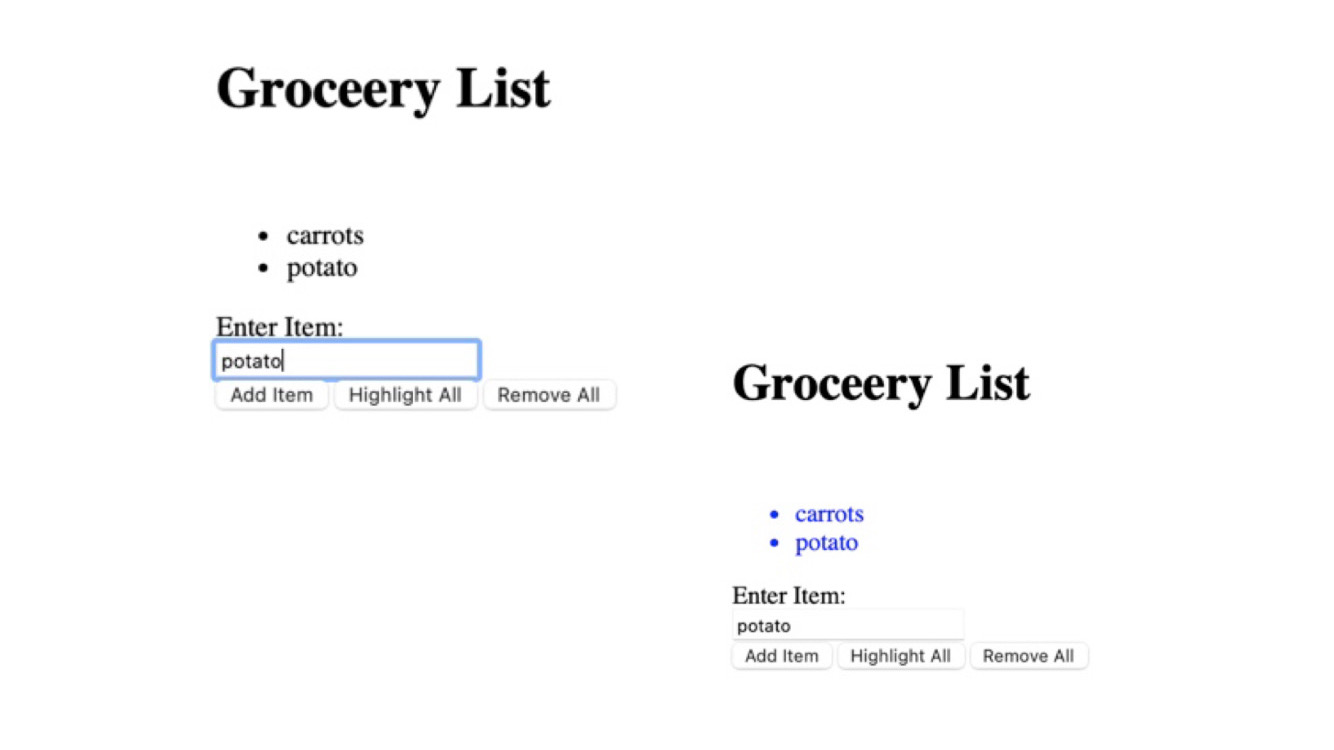 Groceery List
carrots
potato
Enter Item:
potato
Add Item Highlight All Remove All
Groceery List
carrots
potato
Enter Item:
potato
Add Item Highlight All Remove All